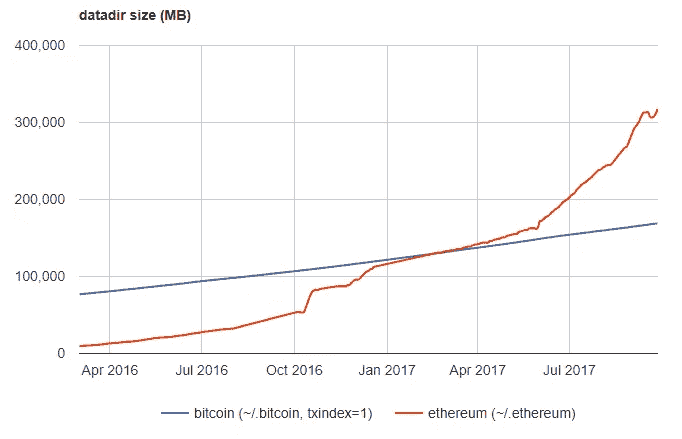 datadir size (MB)
400,000
300,000
200,000
100,000
0
Apr 2016 Jul 2016 Oct 2016 Jan 2017 Apr 2017 Jul 2017
bitcoin (~/.bitcoin, txindex=1) ethereum (~/.ethereum)